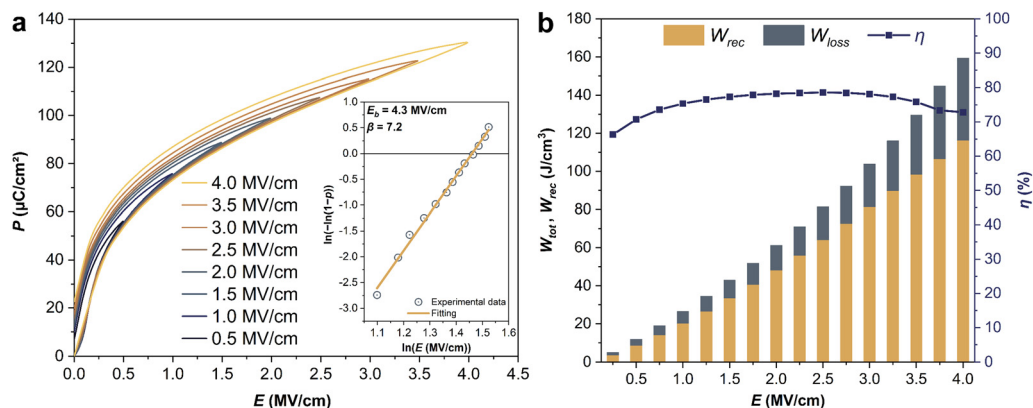 a
140
120
100
80
60
40
20
0
P (μC/cm²)
4.0 MV/cm
3.5 MV/cm
3.0 MV/cm
2.5 MV/cm
2.0 MV/cm
1.5 MV/cm
1.0 MV/cm
0.5 MV/cm
0.0 0.5 1.0 1.5 2.0 2.5 3.0 3.5 4.0 4.5
E (MV/cm)
E_b = 4.3 MV/cm
β = 7.2
1.0
0.5
0.0
-0.5
-1.0
-1.5
-2.0
-2.5
-3.0
ln(−ln(1-p))
Experimental data
Fitting
1.1 1.2 1.3 1.4 1.5 1.6
ln(E (MV/cm))
b
W_rec W_loss η
180
160
140
120
100
80
60
40
20
0
W_tot, W_rec (J/cm³)
100
90
80
70
60
50
40
30
20
10
0
η (%)
0.5 1.0 1.5 2.0 2.5 3.0 3.5 4.0
E (MV/cm)